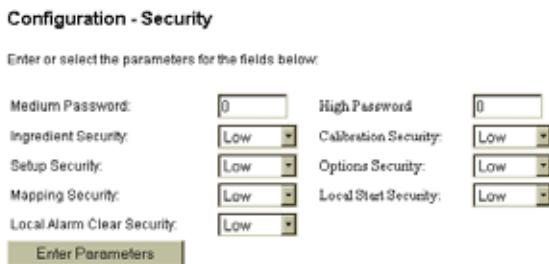 Configuration - Security
Enter or select the parameters for the fields below:
Medium Password: 0 High Password 0
Ingredient Security: Low Calibration Security: Low
Setup Security: Low Options Security: Low
Mapping Security: Low Local Start Security: Low
Local Alarm Clear Security: Low
Enter Parameters